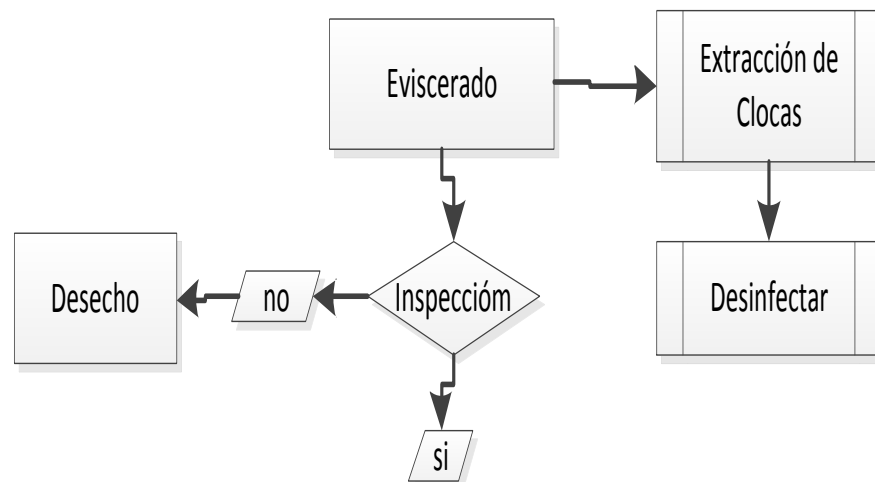 Eviscerado
Extracción de
Clocas
Desecho
no
Inspeccióm
Desinfectar
si